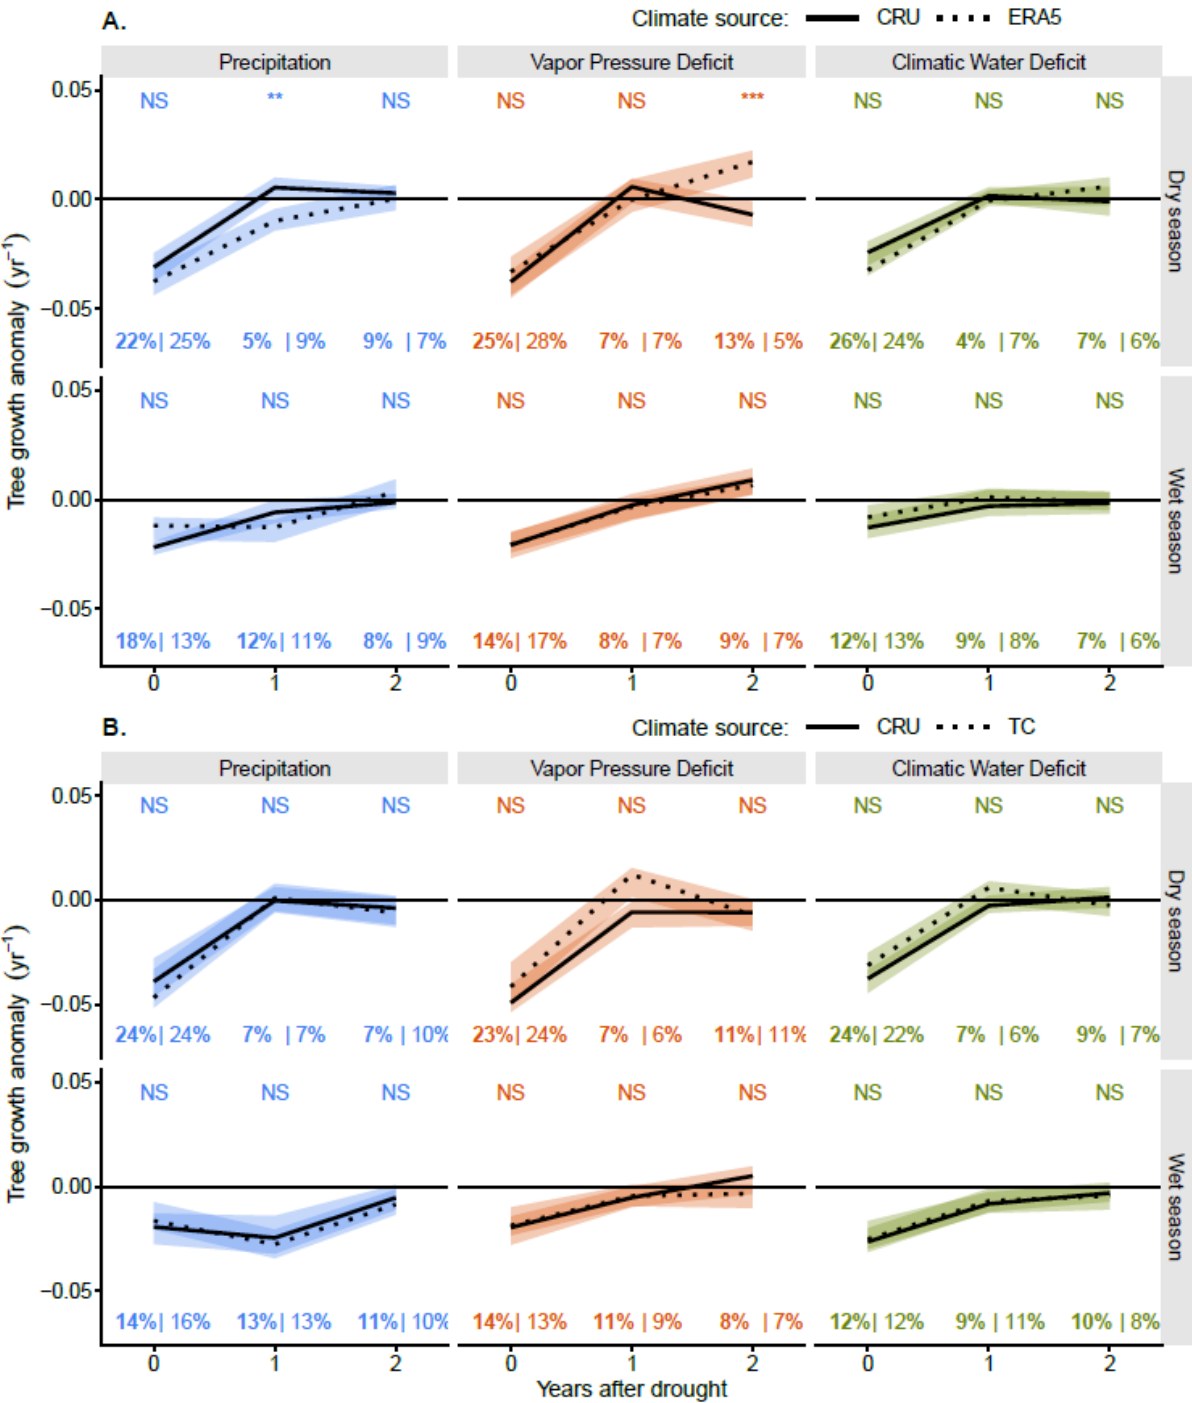 A.
Climate source: CRU ERA5
Precipitation Vapor Pressure Deficit Climatic Water Deficit
0.05 NS ** NS NS NS *** NS NS NS
0.00
−0.05
22%| 25% 5% | 9% 9% | 7% 25%| 28% 7% | 7% 13%| 5% 26%| 24% 4% | 7% 7% | 6%
Dry season
0.05 NS NS NS NS NS NS NS NS NS
0.00
−0.05
18%| 13% 12%| 11% 8% | 9% 14%| 17% 8% | 7% 9% | 7% 12%| 13% 9% | 8% 7% | 6%
Wet season
0 1 2 0 1 2 0 1 2
Tree growth anomaly (yr⁻¹)
B.
Climate source: CRU TC
Precipitation Vapor Pressure Deficit Climatic Water Deficit
0.05 NS NS NS NS NS NS NS NS NS
0.00
−0.05
24%| 24% 7% | 7% 7% | 10% 23%| 24% 7% | 6% 11%| 11% 24%| 22% 7% | 6% 9% | 7%
Dry season
0.05 NS NS NS NS NS NS NS NS NS
0.00
−0.05
14%| 16% 13%| 13% 11%| 10% 14%| 13% 11%| 9% 8% | 7% 12%| 12% 9% | 11% 10%| 8%
Wet season
0 1 2 0 1 2 0 1 2
Tree growth anomaly (yr⁻¹)
Years after drought